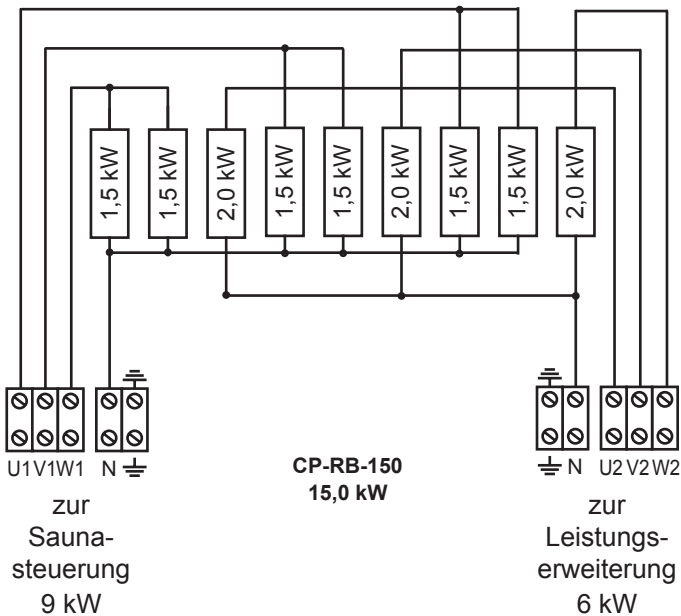 1,5 kW
1,5 kW
2,0 kW
1,5 kW
1,5 kW
2,0 kW
1,5 kW
1,5 kW
2,0 kW
U1 V1 W1 N
N U2 V2 W2
CP-RB-150
15,0 kW
zur
Sauna-
steuerung
9 kW
zur
Leistungs-
erweiterung
6 kW